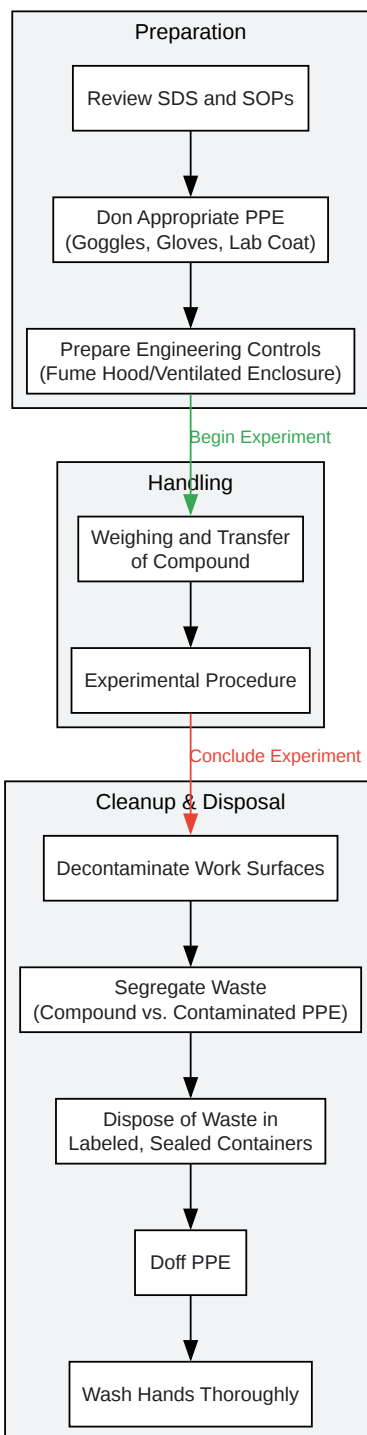 Preparation
Review SDS and SOPs
Don Appropriate PPE
(Goggles, Gloves, Lab Coat)
Prepare Engineering Controls
(Fume Hood/Ventilated Enclosure)
Begin Experiment
Handling
Weighing and Transfer
of Compound
Experimental Procedure
Conclude Experiment
Cleanup & Disposal
Decontaminate Work Surfaces
Segregate Waste
(Compound vs. Contaminated PPE)
Dispose of Waste in
Labeled, Sealed Containers
Doff PPE
Wash Hands Thoroughly